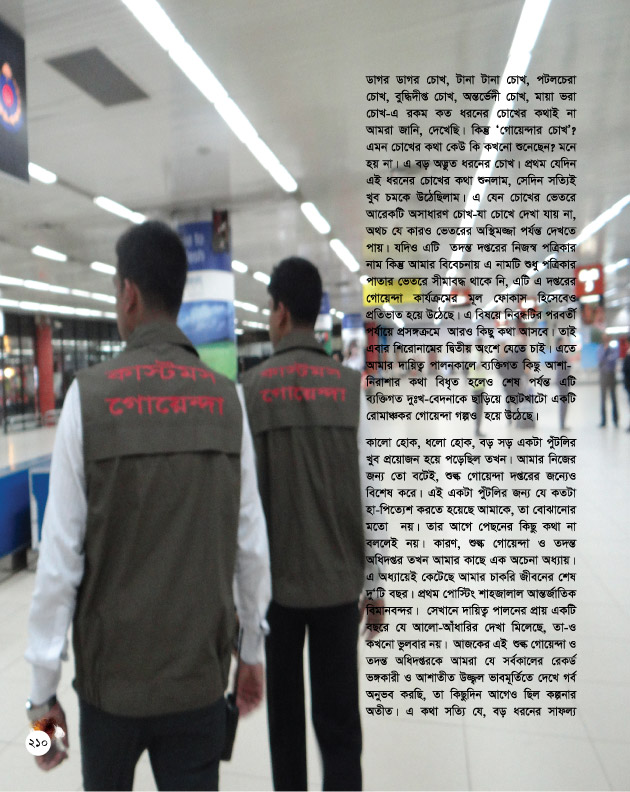 ডাগর ডাগর চোখ, টানা টানা চোখ, পটলচেরা
চোখ, বুদ্ধিদীপ্ত চোখ, অন্তর্ভেদী চোখ, মায়া ভরা
চোখ-এ রকম কত ধরনের চোখের কথাই না
আমরা জানি, দেখেছি। কিন্তু ‘গোয়েন্দার চোখ’?
এমন চোখের কথা কেউ কি কখনো শুনেছেন? মনে
হয় না। এ বড় অদ্ভুত ধরনের চোখ। প্রথম যেদিন
এই ধরনের চোখের কথা শুনলাম, সেদিন সত্যিই
খুব চমকে উঠেছিলাম। এ যেন চোখের ভেতরে
আরেকটি অসাধারণ চোখ-যা চোখে দেখা যায় না,
অথচ যে কারও ভেতরের অস্থিমজ্জা পর্যন্ত দেখতে
পায়। যদিও এটি তদন্ত দপ্তরের নিজস্ব পত্রিকার
নাম কিন্তু আমার বিবেচনায় এ নামটি শুধু পত্রিকার
পাতার ভেতরে সীমাবদ্ধ থাকে নি, এটি এ দপ্তরের
গোয়েন্দা কার্যক্রমের মূল ফোকাস হিসেবেও
প্রতিভাত হয়ে উঠেছে। এ বিষয়ে নিবন্ধটির পরবর্তী
পর্যায়ে প্রসঙ্গক্রমে আরও কিছু কথা আসবে। তাই
এবার শিরোনামের দ্বিতীয় অংশে যেতে চাই। এতে
আমার দায়িত্ব পালনকালে ব্যক্তিগত কিছু আশা-
নিরাশার কথা বিধৃত হলেও শেষ পর্যন্ত এটি
ব্যক্তিগত দুঃখ-বেদনাকে ছাড়িয়ে ছোটখাটো একটি
রোমাঞ্চকর গোয়েন্দা গল্পও হয়ে উঠেছে।
কালো হোক, ধলো হোক, বড় সড় একটা পুঁটলির
খুব প্রয়োজন হয়ে পড়েছিল তখন। আমার নিজের
জন্য তো বটেই, শুল্ক গোয়েন্দা দপ্তরের জন্যেও
বিশেষ করে। এই একটা পুঁটলির জন্য যে কতটা
হা-পিত্যেশ করতে হয়েছে আমাকে, তা বোঝানোর
মতো নয়। তার আগে পেছনের কিছু কথা না
বললেই নয়। কারণ, শুল্ক গোয়েন্দা ও তদন্ত
অধিদপ্তর তখন আমার কাছে এক অচেনা অধ্যায়।
এ অধ্যায়েই কেটেছে আমার চাকরি জীবনের শেষ
দু’টি বছর। প্রথম পোস্টিং শাহজালাল আন্তর্জাতিক
বিমানবন্দর। সেখানে দায়িত্ব পালনের প্রায় একটি
বছরে যে আলো-আঁধারির দেখা মিলেছে, তা-ও
কখনো ভুলবার নয়। আজকের এই শুল্ক গোয়েন্দা ও
তদন্ত অধিদপ্তরকে আমরা যে সর্বকালের রেকর্ড
ভঙ্গকারী ও আশাতীত উজ্জ্বল ভাবমূর্তিতে দেখে গর্ব
অনুভব করছি, তা কিছুদিন আগেও ছিল কল্পনার
অতীত। এ কথা সত্যি যে, বড় ধরনের সাফল্য
কাস্টমস
গোয়েন্দা
কাস্টমস
গোয়েন্দা
২১০